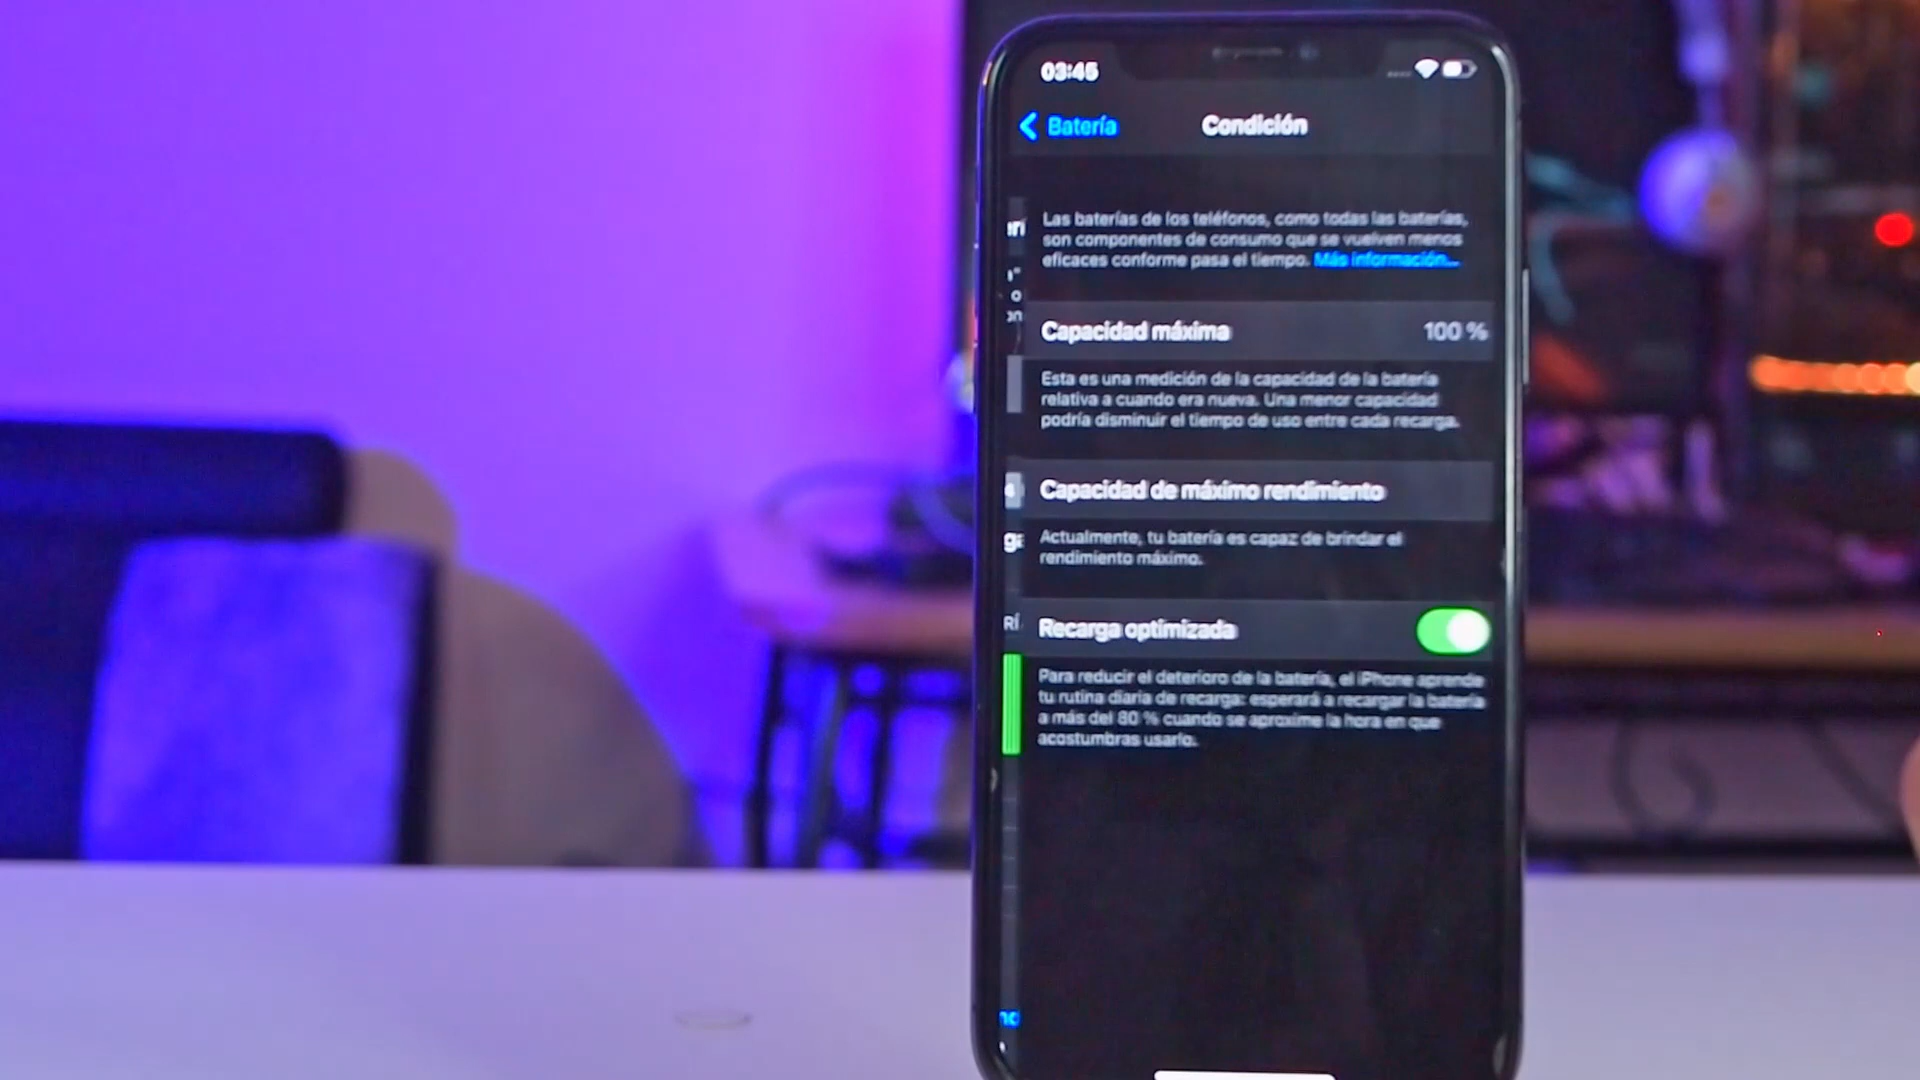 03:45
Batería
Condición
Las baterías de los teléfonos, como todas las baterías,
son componentes de consumo que se vuelven menos
eficaces conforme pasa el tiempo. Más información...
Capacidad máxima
100 %
Esta es una medición de la capacidad de la batería
relativa a cuando era nueva. Una menor capacidad
podría disminuir el tiempo de uso entre cada recarga.
Capacidad de máximo rendimiento
Actualmente, tu batería es capaz de brindar el
rendimiento máximo.
Recarga optimizada
Para reducir el deterioro de la batería, el iPhone aprende
tu rutina diaria de recarga: esperará a recargar la batería
a más del 80 % cuando se aproxime la hora en que
acostumbras usarlo.